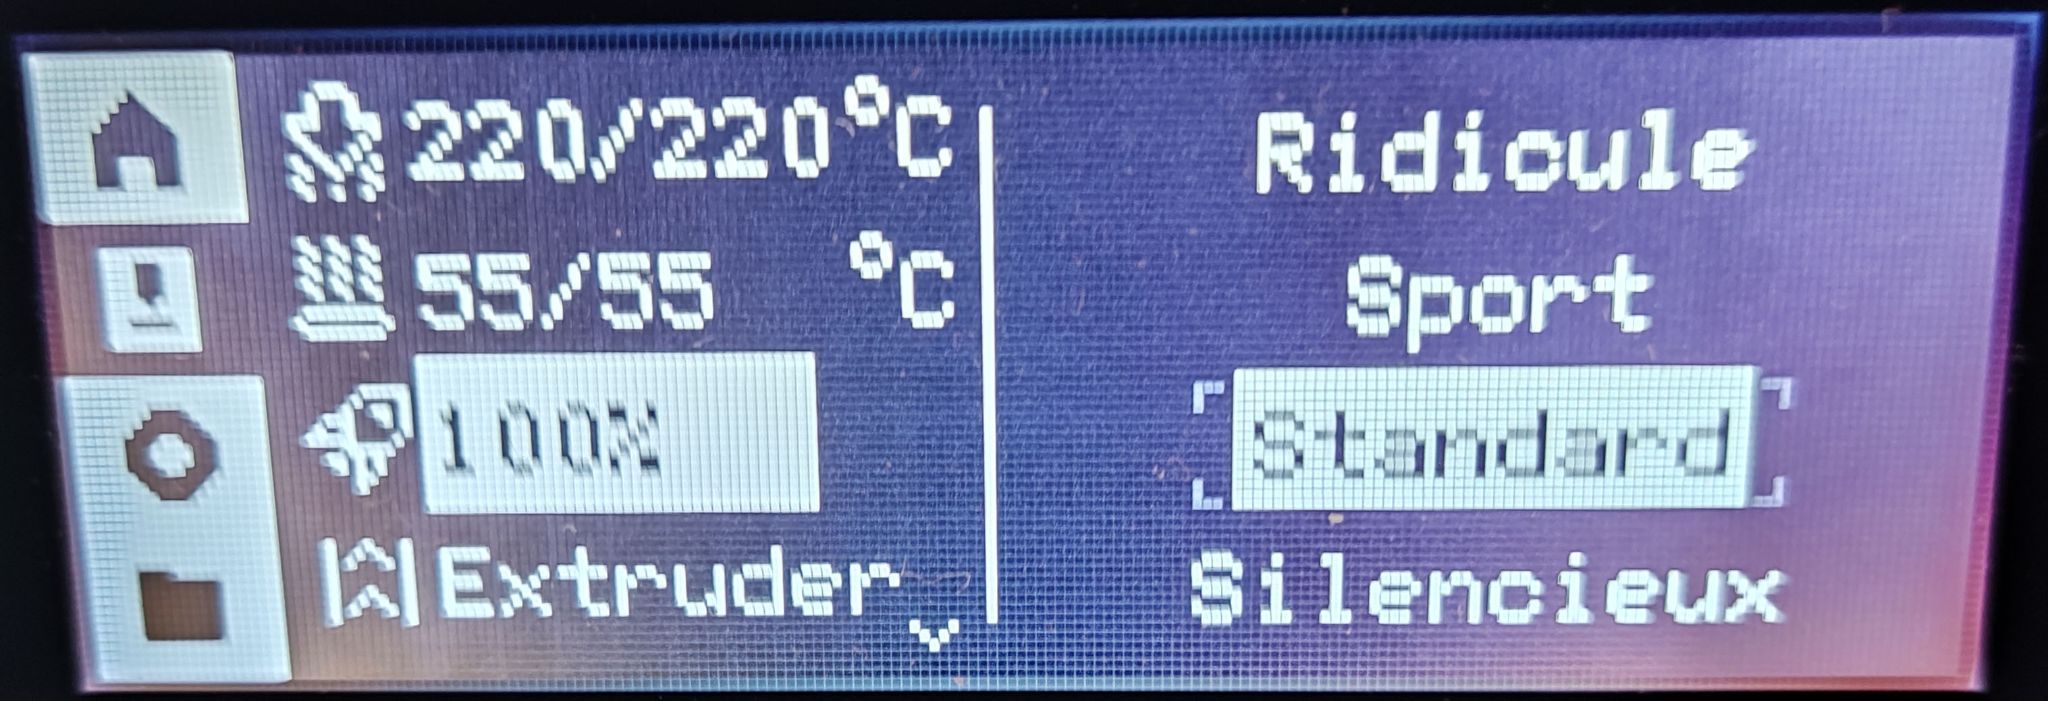 220/220°C
55/55 °C
100%
Extruder
Ridicule
Sport
Standard
Silencieux